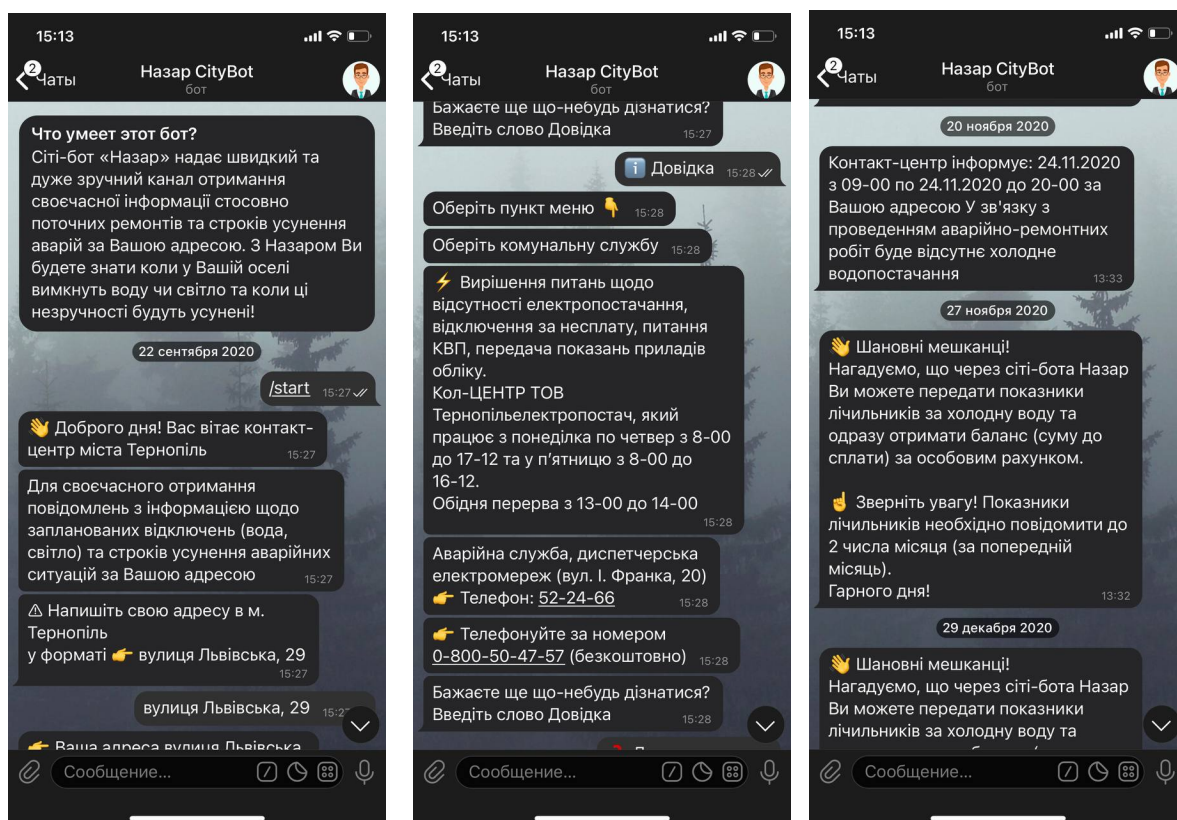 15:13
2
Чаты
Назар CityBot
бот
Что умеет этот бот?
Сіті-бот «Назар» надає швидкий та
дуже зручний канал отримання
своєчасної інформації стосовно
поточних ремонтів та строків усунення
аварій за Вашою адресою. З Назаром Ви
будете знати коли у Вашій оселі
вимкнуть воду чи світло та коли ці
незручності будуть усунені!
22 сентября 2020
/start 15:27
👋 Доброго дня! Вас вітає контакт-
центр міста Тернопіль 15:27
Для своєчасного отримання
повідомлень з інформацією щодо
запланованих відключень (вода,
світло) та строків усунення аварійних
ситуацій за Вашою адресою 15:27
⚠ Напишіть свою адресу в м.
Тернопіль
у форматі 👉 вулиця Львівська, 29
15:27
вулиця Львівська, 29 15:27
👉 Ваша адреса вулиця Львівська
Сообщение...
15:13
2
Чаты
Назар CityBot
бот
Бажаєте ще що-небудь дізнатися?
Введіть слово Довідка 15:27
ℹ️ Довідка 15:28
Оберіть пункт меню 👇 15:28
Оберіть комунальну службу 15:28
⚡ Вирішення питань щодо
відсутності електропостачання,
відключення за несплату, питання
КВП, передача показань приладів
обліку.
Кол-ЦЕНТР ТОВ
Тернопільелектропостач, який
працює з понеділка по четвер з 8-00
до 17-12 та у п’ятницю з 8-00 до
16-12.
Обідня перерва з 13-00 до 14-00
15:28
Аварійна служба, диспетчерська
електромереж (вул. І. Франка, 20)
👉 Телефон: 52-24-66 15:28
👉 Телефонуйте за номером
0-800-50-47-57 (безкоштовно) 15:28
Бажаєте ще що-небудь дізнатися?
Введіть слово Довідка 15:28
Сообщение...
15:13
2
Чаты
Назар CityBot
бот
20 ноября 2020
Контакт-центр інформує: 24.11.2020
з 09-00 по 24.11.2020 до 20-00 за
Вашою адресою У зв'язку з
проведенням аварійно-ремонтних
робіт буде відсутнє холодне
водопостачання 13:33
27 ноября 2020
👋 Шановні мешканці!
Нагадуємо, що через сіті-бота Назар
Ви можете передати показники
лічильників за холодну воду та
одразу отримати баланс (суму до
сплати) за особовим рахунком.
☝ Зверніть увагу! Показники
лічильників необхідно повідомити до
2 числа місяця (за попередній
місяць).
Гарного дня! 13:32
29 декабря 2020
👋 Шановні мешканці!
Нагадуємо, що через сіті-бота Назар
Ви можете передати показники
лічильників за холодну воду та
Сообщение...